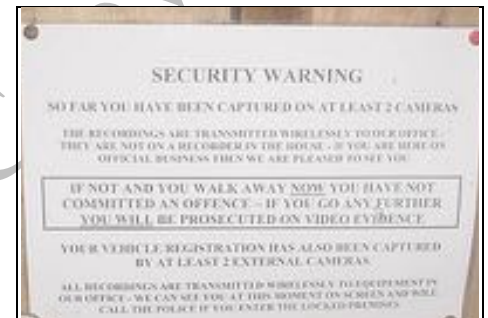 SECURITY WARNING
SO FAR YOU HAVE BEEN CAPTURED ON AT LEAST 2 CAMERAS
THE RECORDINGS ARE TRANSMITTED WIRELESSLY TO OUR OFFICE -
THEY ARE NOT ON A RECORDER IN THE HOUSE - IF YOU ARE HERE ON
OFFICIAL BUSINESS THEN WE ARE PLEASED TO SEE YOU
IF NOT AND YOU WALK AWAY NOW YOU HAVE NOT
COMMITTED AN OFFENCE - IF YOU GO ANY FURTHER
YOU WILL BE PROSECUTED ON VIDEO EVIDENCE
YOUR VEHICLE REGISTRATION HAS ALSO BEEN CAPTURED
BY AT LEAST 2 EXTERNAL CAMERAS
ALL RECORDINGS ARE TRANSMITTED WIRELESSLY TO EQUIPEMENT IN
OUR OFFICE - WE CAN SEE YOU AT THIS MOMENT ON SCREEN AND WILL
CALL THE POLICE IF YOU ENTER THE LOCKED PREMISES